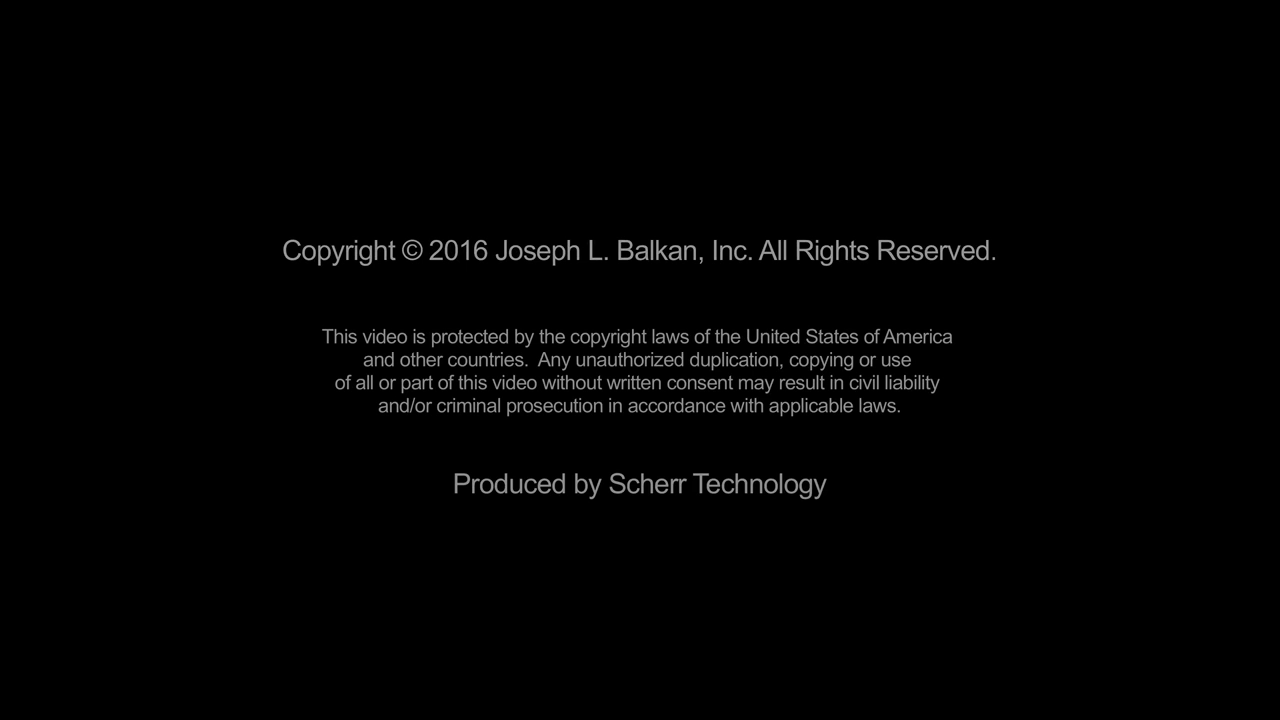 Copyright © 2016 Joseph L. Balkan, Inc. All Rights Reserved.
This video is protected by the copyright laws of the United States of America
and other countries.  Any unauthorized duplication, copying or use
of all or part of this video without written consent may result in civil liability
and/or criminal prosecution in accordance with applicable laws.
Produced by Scherr Technology